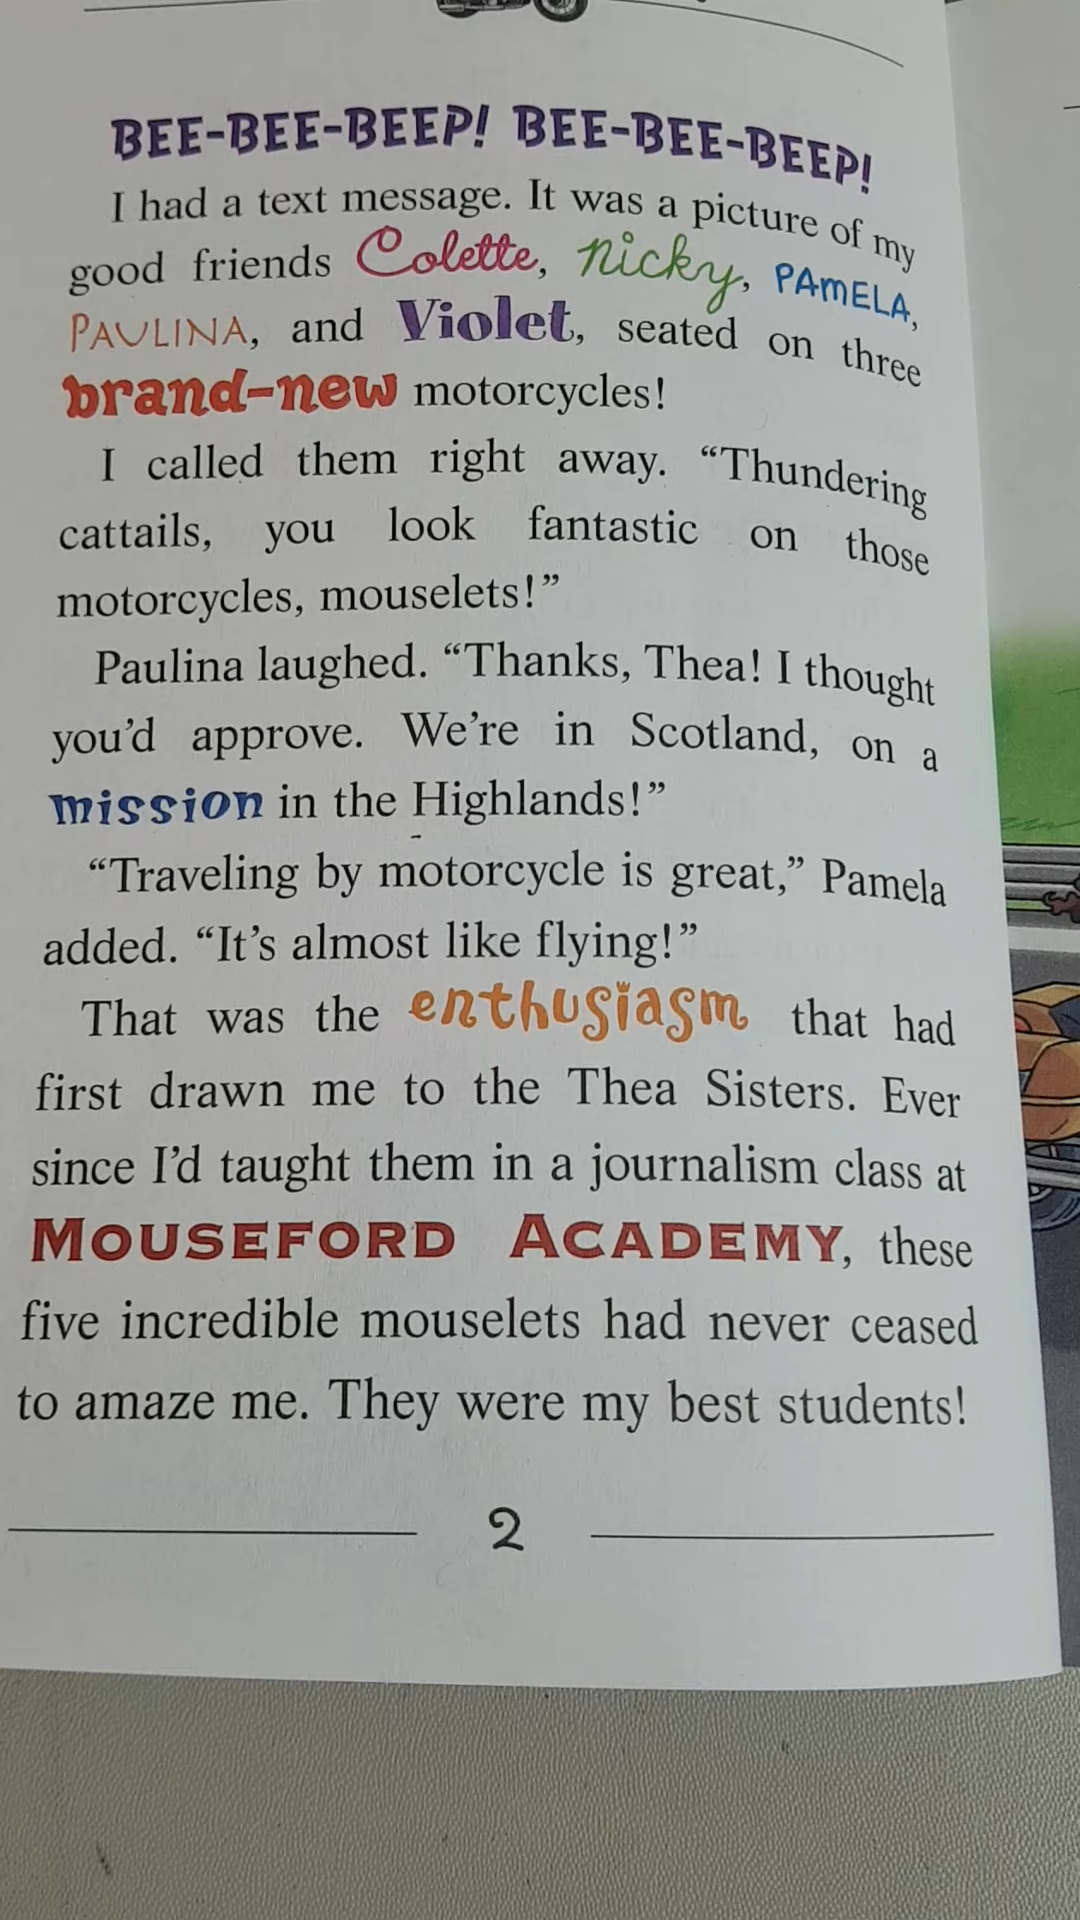 BEE-BEE-BEEP! BEE-BEE-BEEP!
I had a text message. It was a picture of my
good friends Colette, Nicky, PAMELA,
PAULINA, and Violet, seated on three
brand-new motorcycles!
I called them right away. “Thundering
cattails, you look fantastic on those
motorcycles, mouselets!”
Paulina laughed. “Thanks, Thea! I thought
you’d approve. We’re in Scotland, on a
mission in the Highlands!”
“Traveling by motorcycle is great,” Pamela
added. “It’s almost like flying!”
That was the enthusiasm that had
first drawn me to the Thea Sisters. Ever
since I’d taught them in a journalism class at
MOUSEFORD ACADEMY, these
five incredible mouselets had never ceased
to amaze me. They were my best students!
2